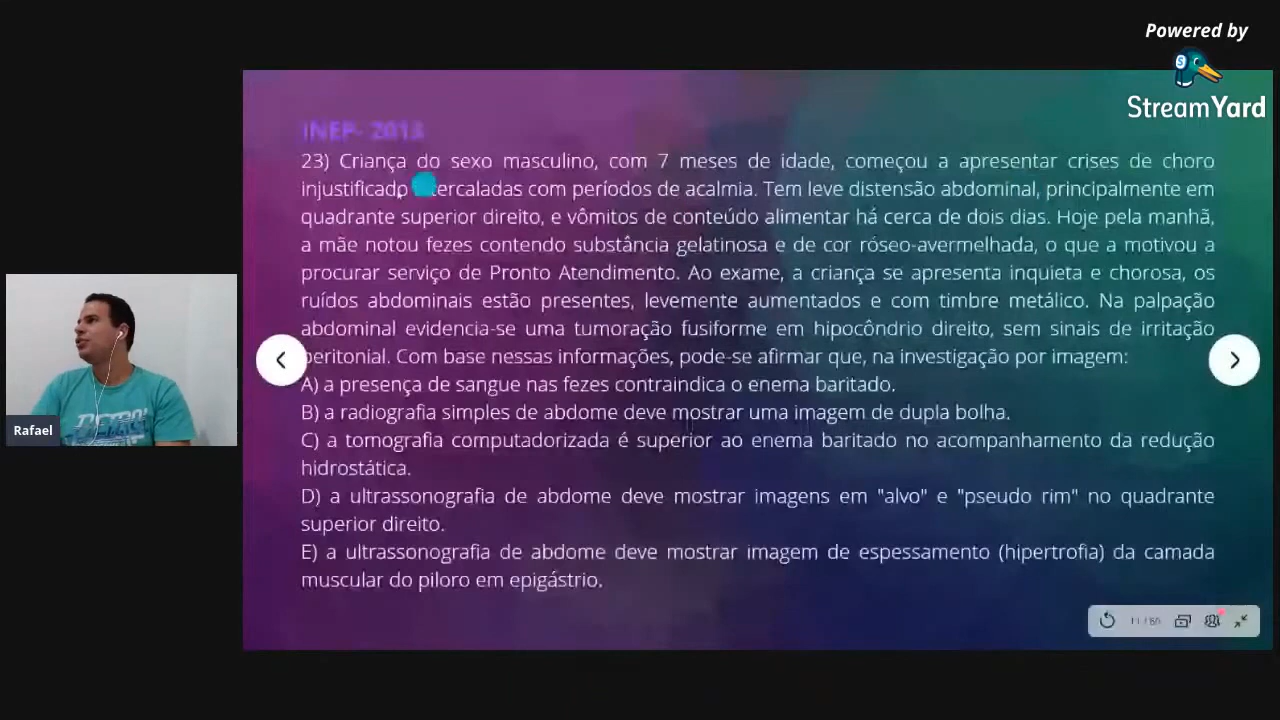 Powered by
StreamYard
INEP- 2013
23) Criança do sexo masculino, com 7 meses de idade, começou a apresentar crises de choro
injustificado tercaladas com períodos de acalmia. Tem leve distensão abdominal, principalmente em
quadrante superior direito, e vômitos de conteúdo alimentar há cerca de dois dias. Hoje pela manhã,
a mãe notou fezes contendo substância gelatinosa e de cor róseo-avermelhada, o que a motivou a
procurar serviço de Pronto Atendimento. Ao exame, a criança se apresenta inquieta e chorosa, os
ruídos abdominais estão presentes, levemente aumentados e com timbre metálico. Na palpação
abdominal evidencia-se uma tumoração fusiforme em hipocôndrio direito, sem sinais de irritação
peritonial. Com base nessas informações, pode-se afirmar que, na investigação por imagem:
A) a presença de sangue nas fezes contraindica o enema baritado.
B) a radiografia simples de abdome deve mostrar uma imagem de dupla bolha.
C) a tomografia computadorizada é superior ao enema baritado no acompanhamento da redução
hidrostática.
D) a ultrassonografia de abdome deve mostrar imagens em "alvo" e "pseudo rim" no quadrante
superior direito.
E) a ultrassonografia de abdome deve mostrar imagem de espessamento (hipertrofia) da camada
muscular do piloro em epigástrio.
Rafael
11 / 60